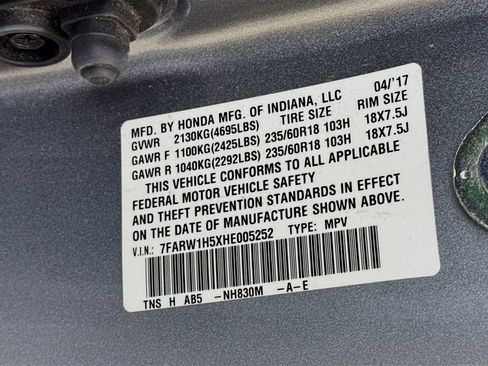 MFD. BY HONDA MFG. OF INDIANA, LLC 04/'17
GVWR 2130KG(4695LBS) TIRE SIZE RIM SIZE
GAWR F 1100KG(2425LBS) 235/60R18 103H 18X7.5J
GAWR R 1040KG(2292LBS) 235/60R18 103H 18X7.5J
THIS VEHICLE CONFORMS TO ALL APPLICABLE
FEDERAL MOTOR VEHICLE SAFETY
AND THEFT PREVENTION STANDARDS IN EFFECT
ON THE DATE OF MANUFACTURE SHOWN ABOVE.
V.I.N.: 7FARW1H5XHE005252 TYPE: MPV
TNS H AB5 -NH830M -A-E